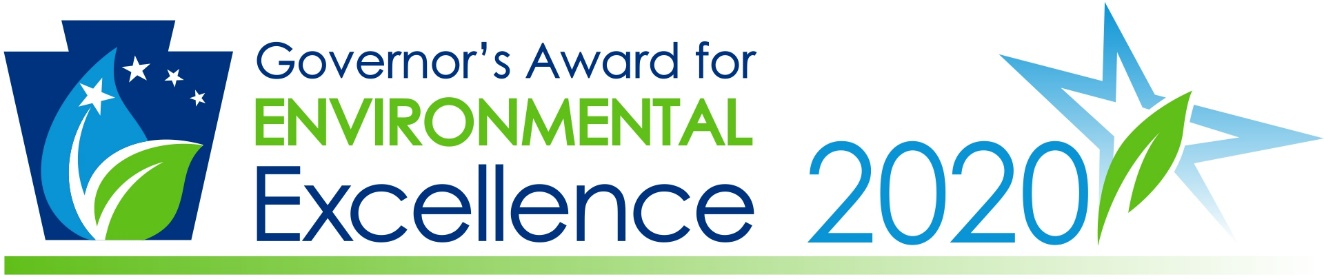 Governor's Award for
ENVIRONMENTAL
Excellence
2020